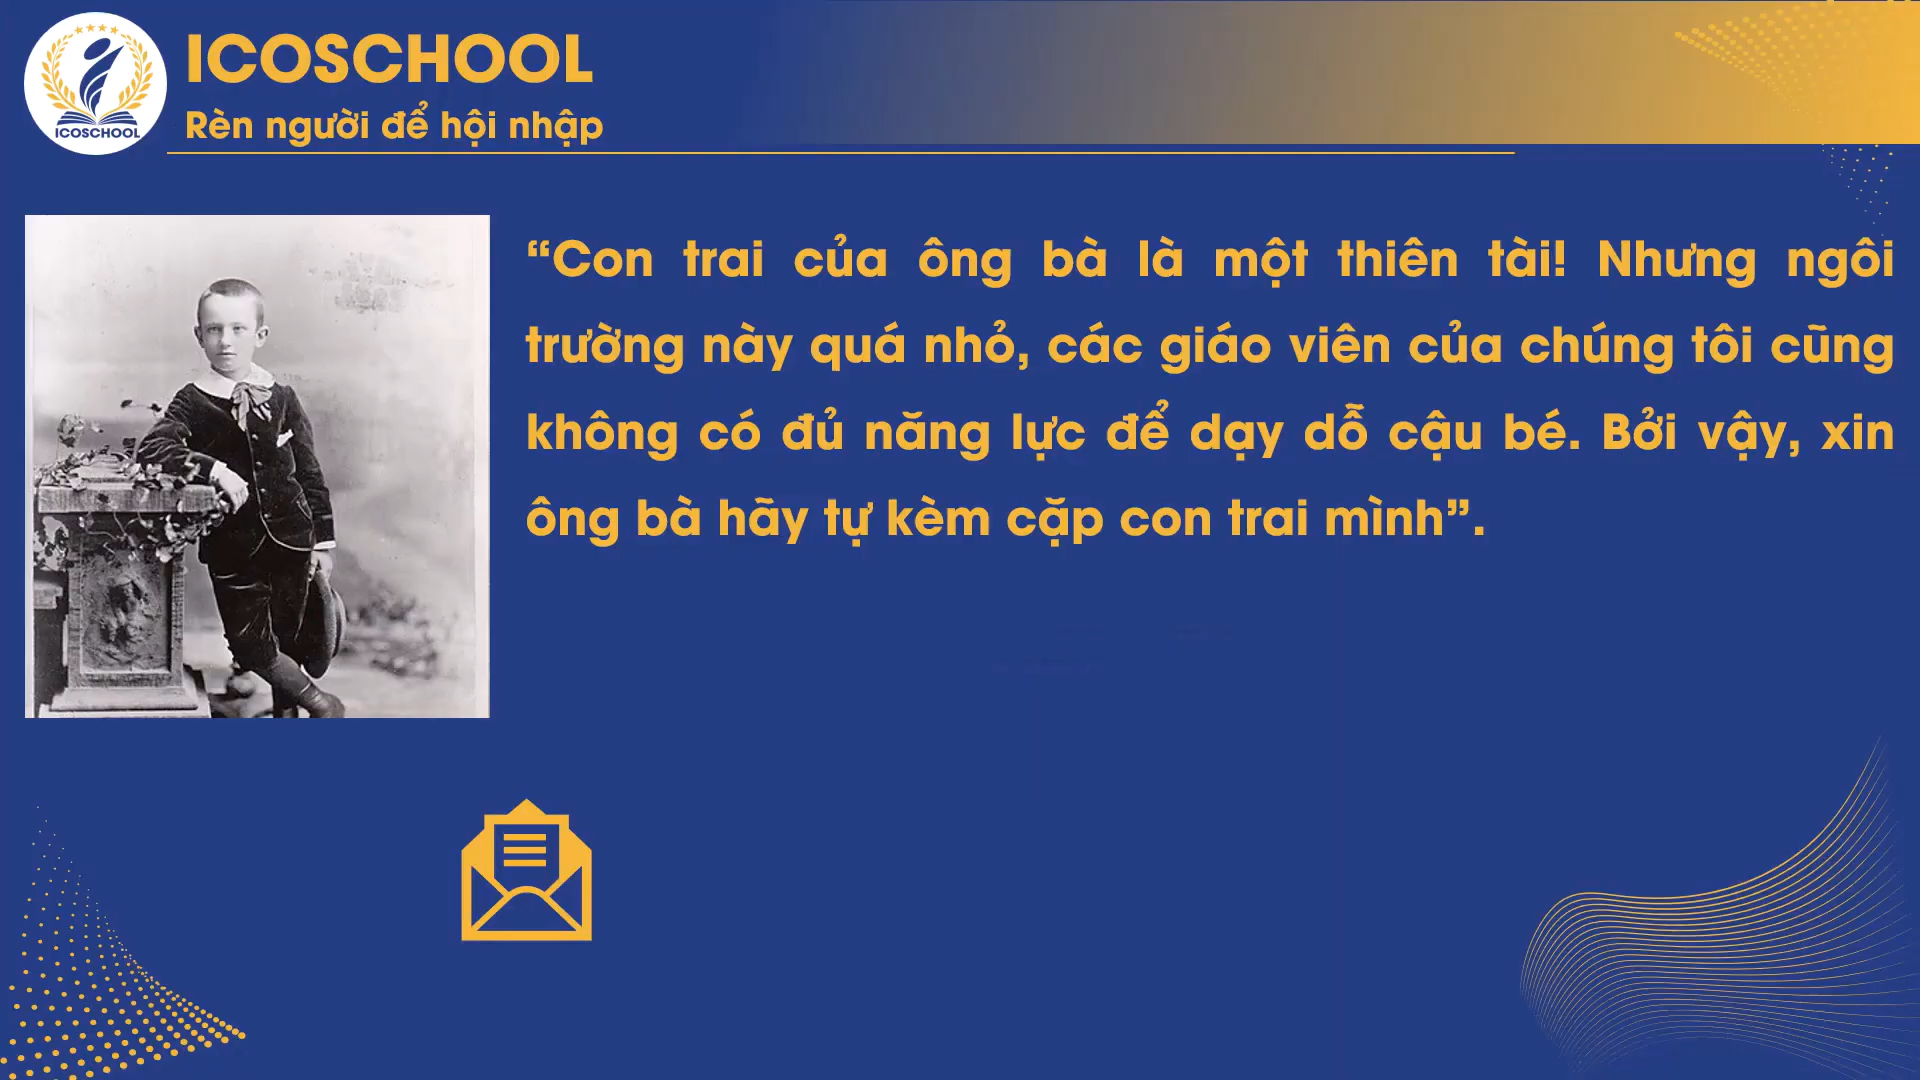 ICOSCHOOL
Rèn người để hội nhập
ICOSCHOOL
“Con trai của ông bà là một thiên tài! Nhưng ngôi
trường này quá nhỏ, các giáo viên của chúng tôi cũng
không có đủ năng lực để dạy dỗ cậu bé. Bởi vậy, xin
ông bà hãy tự kèm cặp con trai mình”.